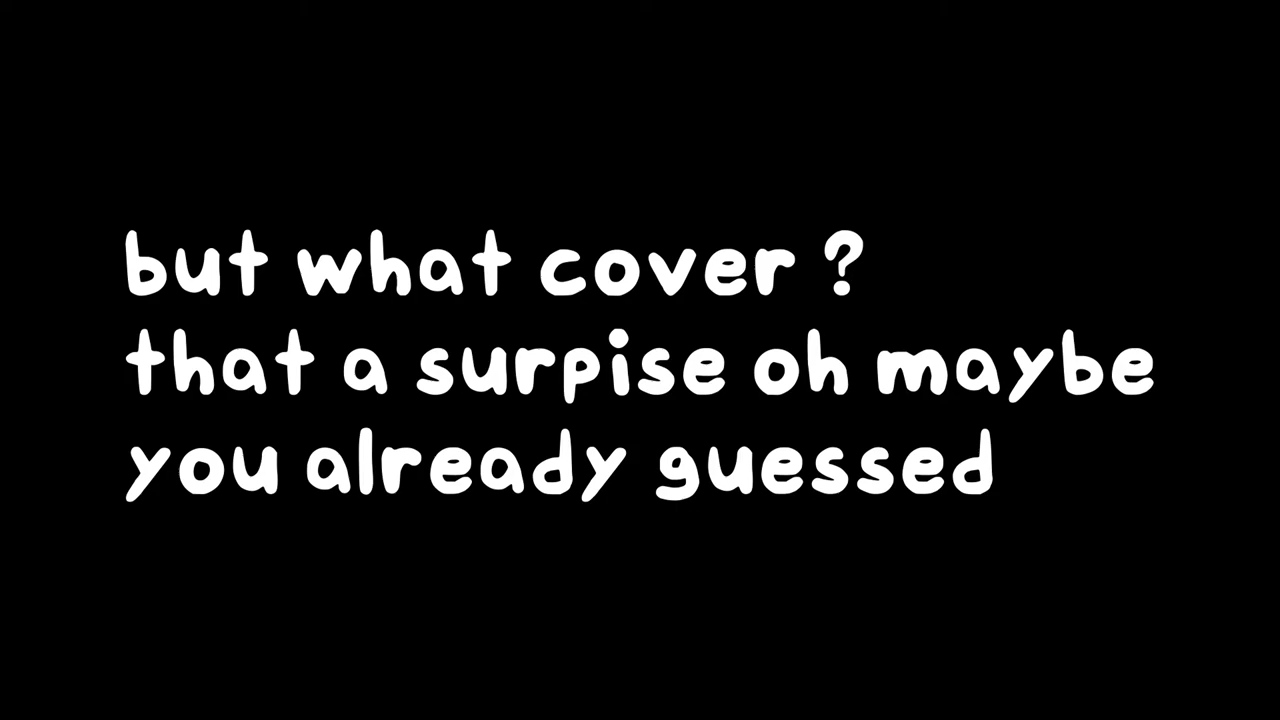 but what cover ?
that a surpise oh maybe
you already guessed